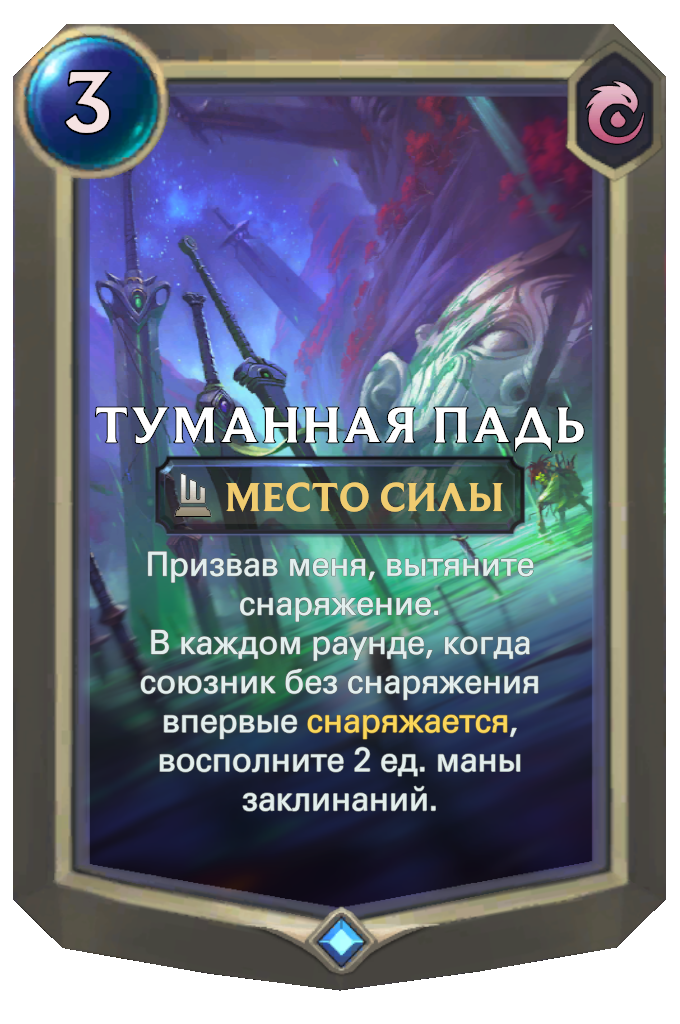 3
ТУМАННАЯ ПАДЬ
МЕСТО СИЛЫ
Призвав меня, вытяните
снаряжение.
В каждом раунде, когда
союзник без снаряжения
впервые снаряжается,
восполните 2 ед. маны
заклинаний.